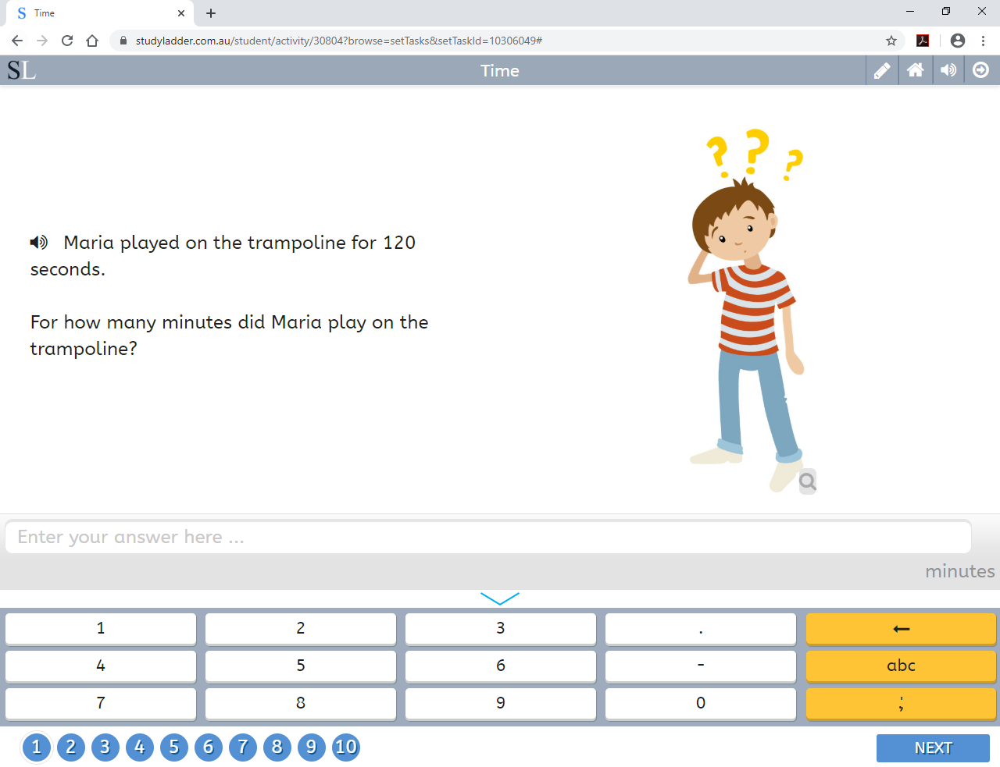 S Time
studyladder.com.au/student/activity/30804?browse=setTasks&setTaskId=10306049#
SL
Time
? ? ?
Maria played on the trampoline for 120
seconds.
For how many minutes did Maria play on the
trampoline?
Enter your answer here ...
minutes
1 2 3 . ←
4 5 6 - abc
7 8 9 0 ;'
1 2 3 4 5 6 7 8 9 10 NEXT